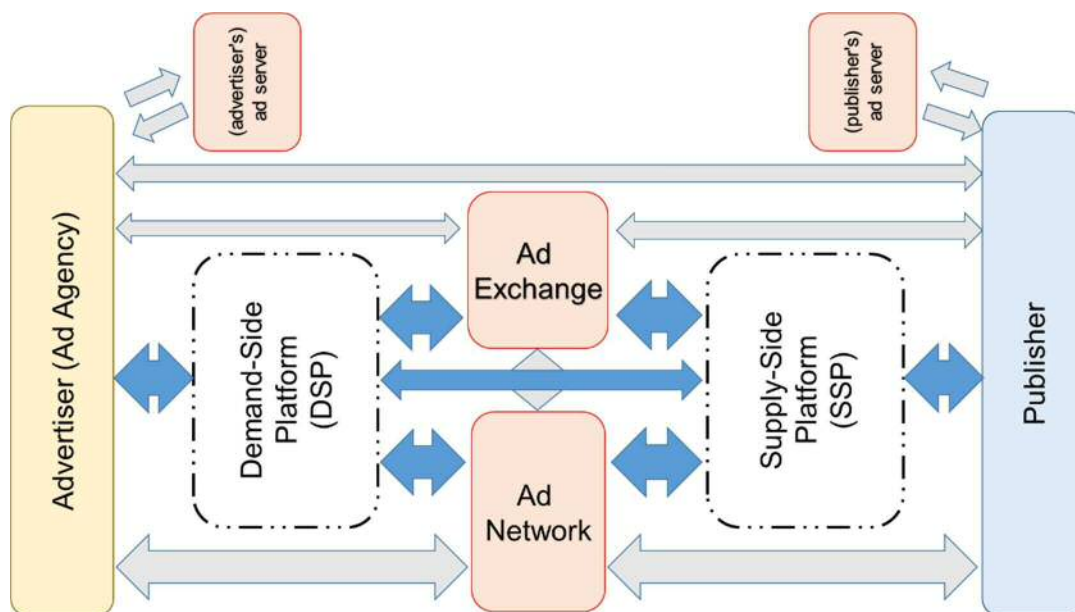 (advertiser's)
ad server
(publisher's)
ad server
Advertiser (Ad Agency)
Demand-Side
Platform
(DSP)
Ad
Exchange
Ad
Network
Supply-Side
Platform
(SSP)
Publisher